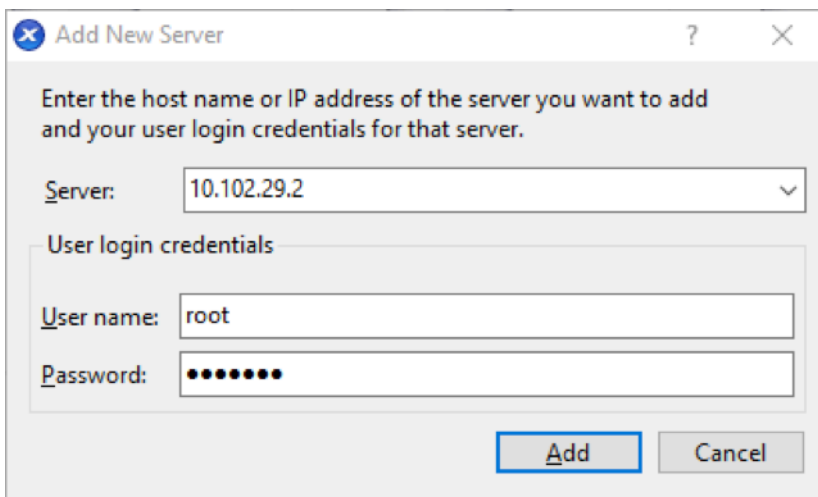 Add New Server
?
Enter the host name or IP address of the server you want to add
and your user login credentials for that server.
Server: 10.102.29.2
User login credentials
User name: root
Password: •••••••
Add Cancel